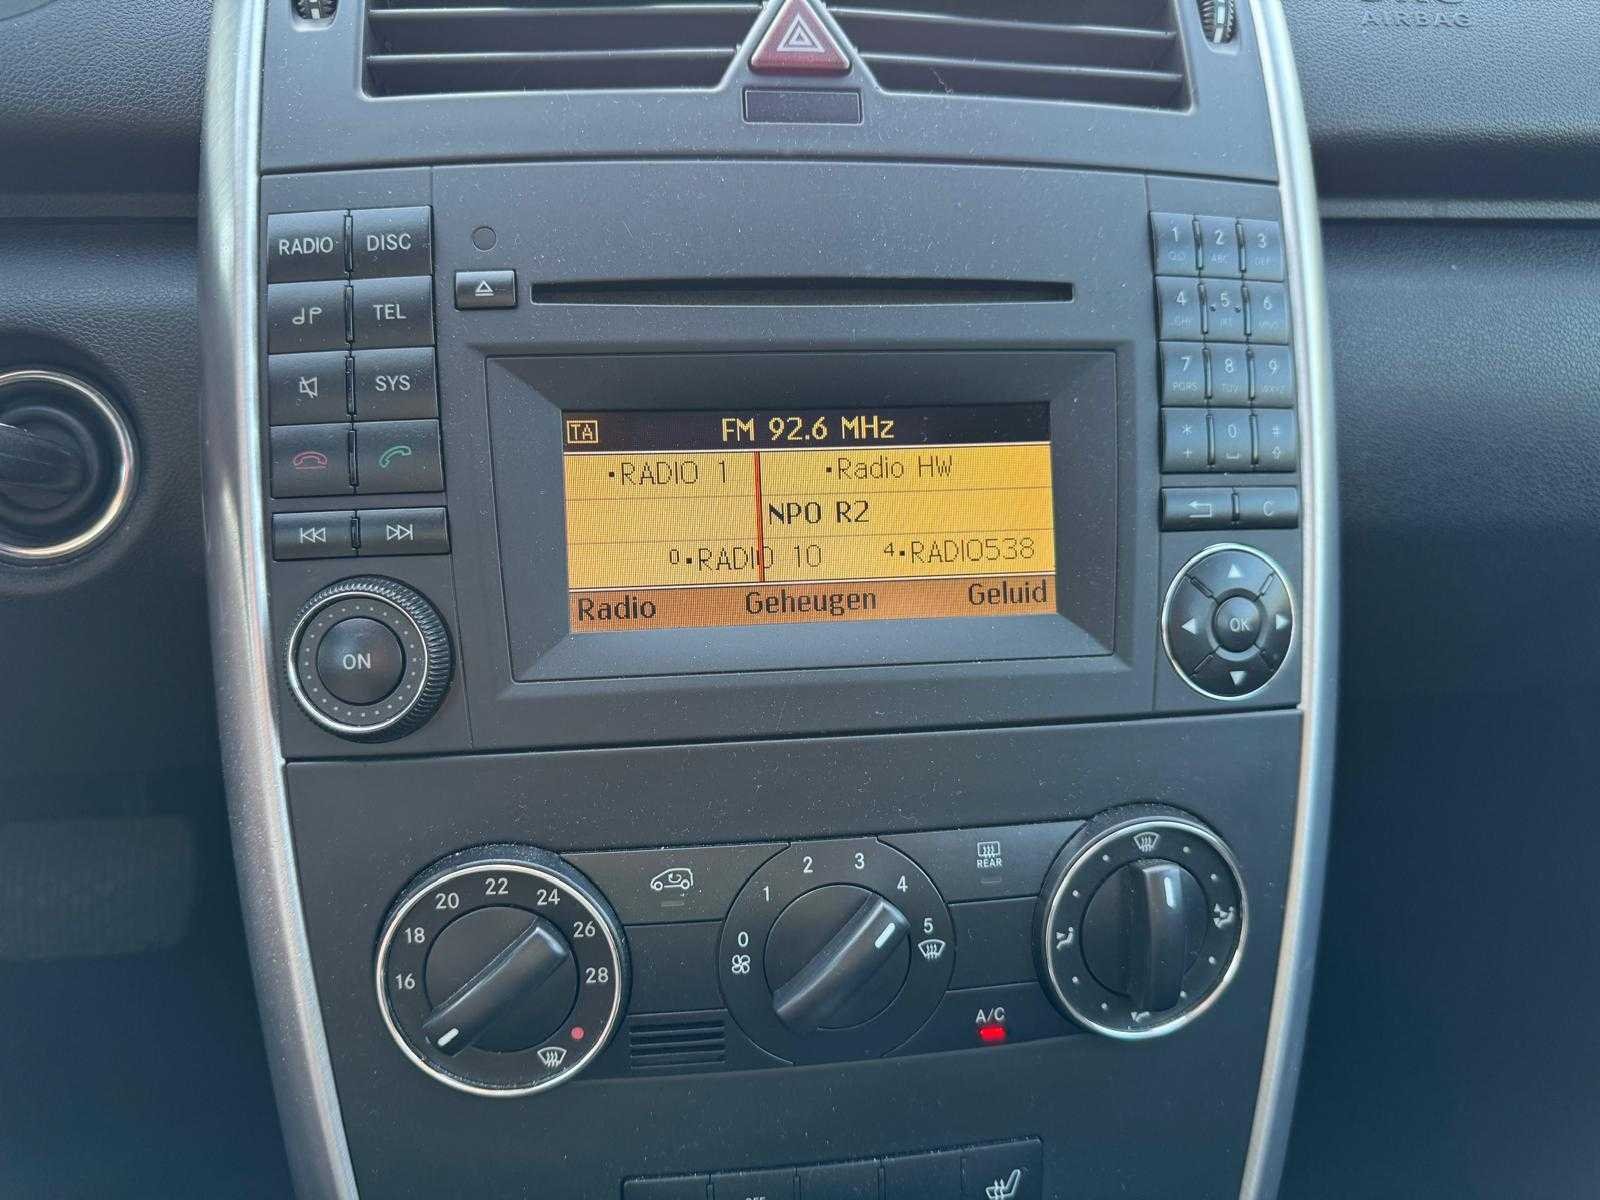 AIRBAG
RADIO DISC
TEL
SYS
ON
TA FM 92.6 MHz
•RADIO 1 •Radio HW
NPO R2
0•RADIO 10 4•RADIO538
Radio Geheugen Geluid
1 2 3
ABC DEF
4 5 6
GHI JKL MNO
7 8 9
PQRS TUV WXYZ
* 0 #
+
C
OK
16 18 20 22 24 26 28
0 1 2 3 4 5
REAR
A/C
OFF